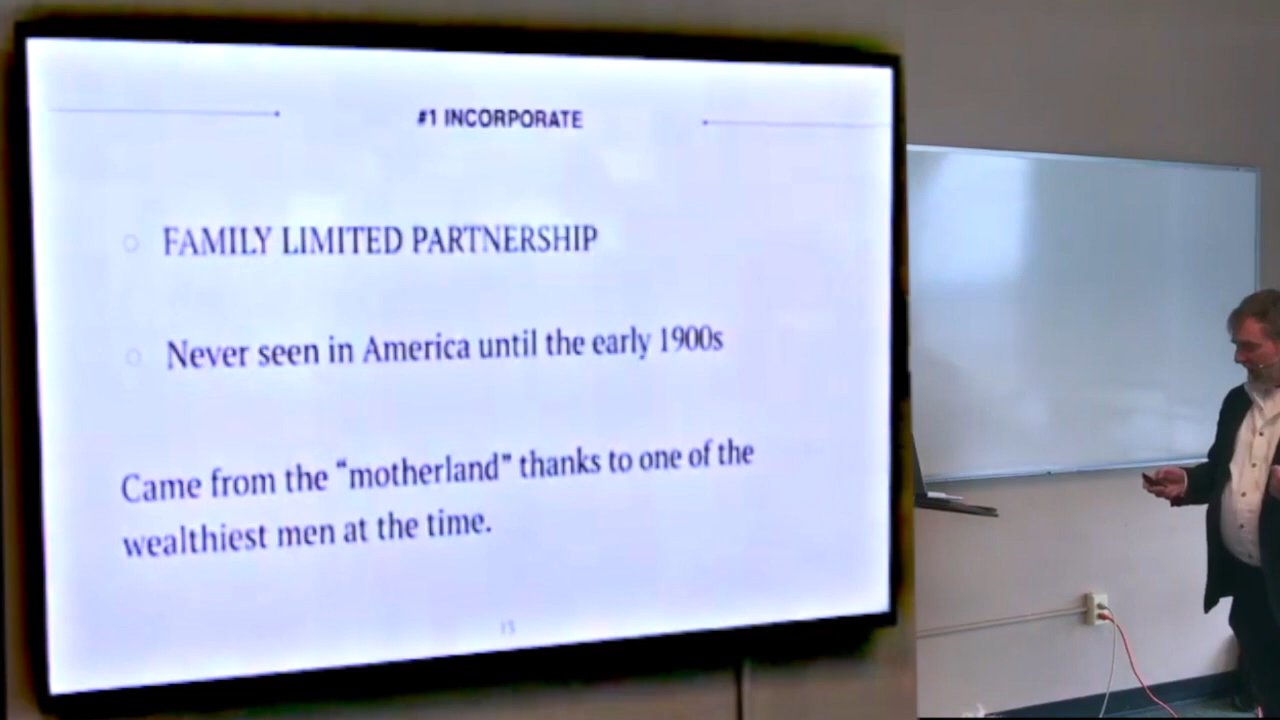 #1 INCORPORATE
FAMILY LIMITED PARTNERSHIP
Never seen in America until the early 1900s
Came from the “motherland” thanks to one of the
wealthiest men at the time.
15